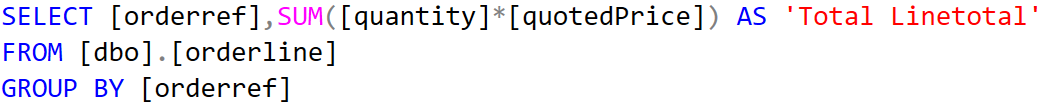 SELECT [orderref],SUM([quantity]*[quotedPrice]) AS 'Total Linetotal'
FROM [dbo].[orderline]
GROUP BY [orderref]